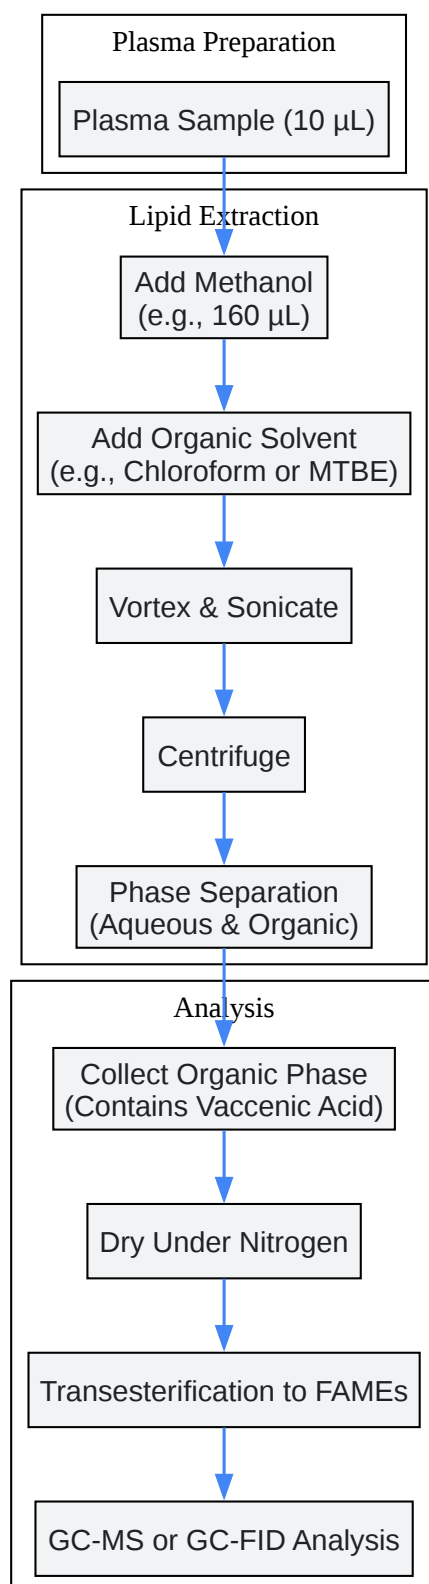 Plasma Preparation
Plasma Sample (10 µL)
Lipid Extraction
Add Methanol
(e.g., 160 µL)
Add Organic Solvent
(e.g., Chloroform or MTBE)
Vortex & Sonicate
Centrifuge
Phase Separation
(Aqueous & Organic)
Analysis
Collect Organic Phase
(Contains Vaccenic Acid)
Dry Under Nitrogen
Transesterification to FAMEs
GC-MS or GC-FID Analysis